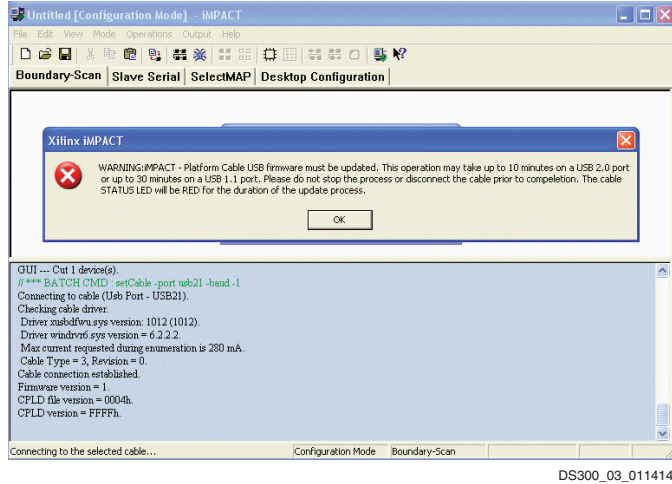 Untitled [Configuration Mode] - iMPACT
File Edit View Mode Operations Output Help
Boundary-Scan Slave Serial SelectMAP Desktop Configuration
Xilinx iMPACT
WARNING:iMPACT - Platform Cable USB firmware must be updated. This operation may take up to 10 minutes on a USB 2.0 port
or up to 30 minutes on a USB 1.1 port. Please do not stop the process or disconnect the cable prior to compeletion. The cable
STATUS LED will be RED for the duration of the update process.
OK
GUI --- Cut 1 device(s).
// *** BATCH CMD : setCable -port usb21 -baud -1
Connecting to cable (Usb Port - USB21).
Checking cable driver.
Driver xusbdfwu.sys version: 1012 (1012).
Driver windrvr6.sys version = 6.2.2.2.
Max current requested during enumeration is 280 mA.
Cable Type = 3, Revision = 0.
Cable connection established.
Firmware version = 1.
CPLD file version = 0004h.
CPLD version = FFFFh.
Connecting to the selected cable... Configuration Mode Boundary-Scan
DS300_03_011414